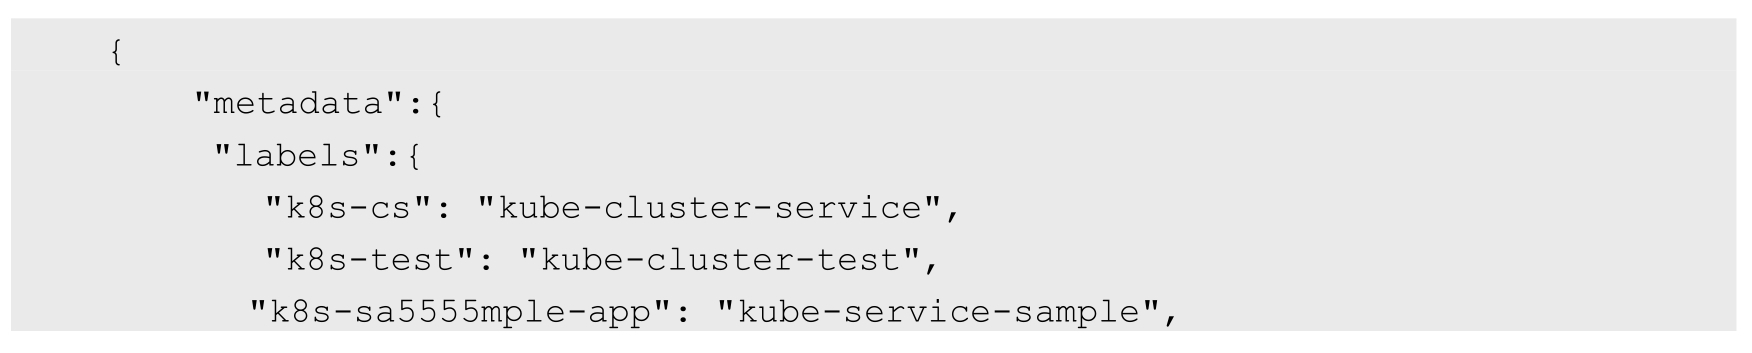 {
"metadata":{
"labels":{
"k8s-cs": "kube-cluster-service",
"k8s-test": "kube-cluster-test",
"k8s-sa5555mple-app": "kube-service-sample",